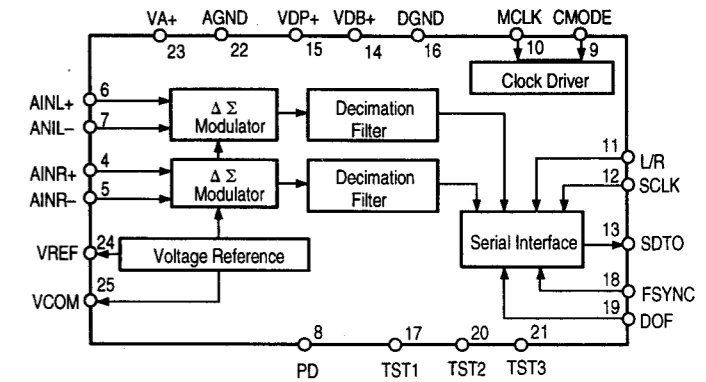 VA+ AGND VDP+ VDB+ DGND MCLK CMODE
23 22 15 14 16 10 9
Clock Driver
AINL+ 6
ANIL– 7
Δ Σ
Modulator
Decimation
Filter
AINR+ 4
AINR– 5
Δ Σ
Modulator
Decimation
Filter
11 L/R
12 SCLK
VREF 24
Voltage Reference
Serial Interface
13 SDTO
VCOM 25
18 FSYNC
19 DOF
8 17 20 21
PD TST1 TST2 TST3